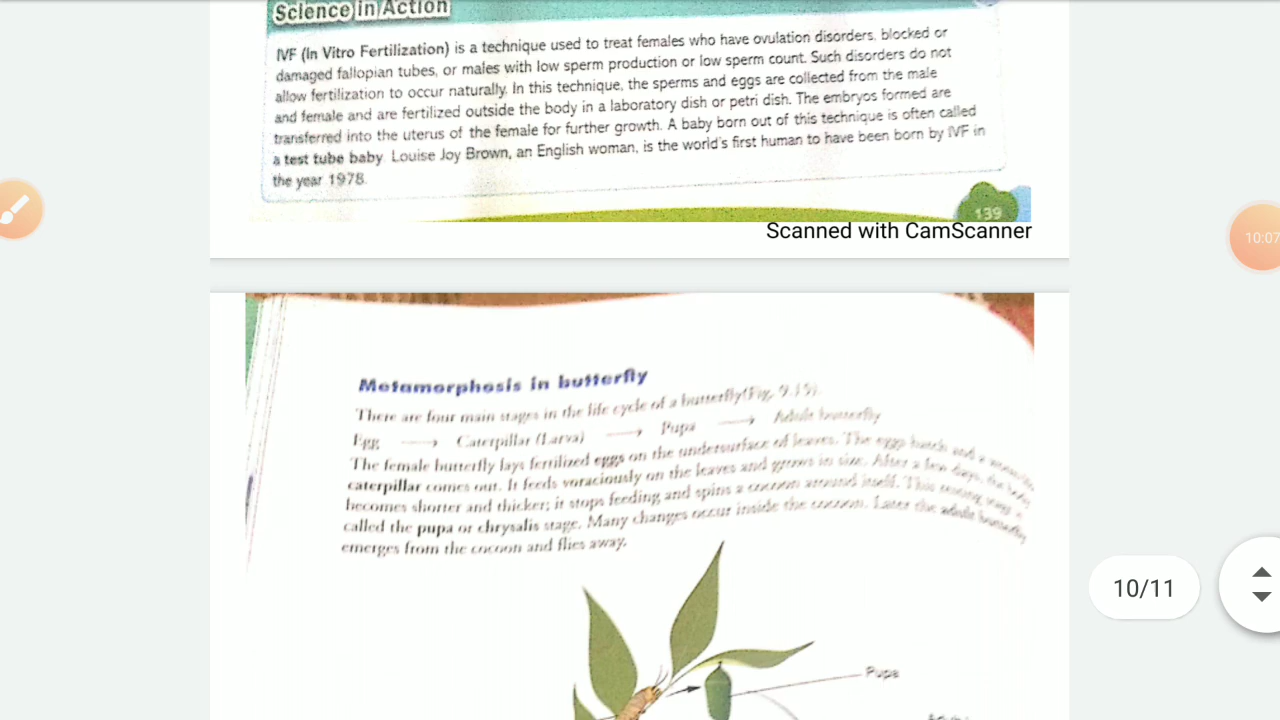 Science in Action
IVF (In Vitro Fertilization) is a technique used to treat females who have ovulation disorders, blocked or
damaged fallopian tubes, or males with low sperm production or low sperm count. Such disorders do not
allow fertilization to occur naturally. In this technique, the sperms and eggs are collected from the male
and female and are fertilized outside the body in a laboratory dish or petri dish. The embryos formed are
transferred into the uterus of the female for further growth. A baby born out of this technique is often called
a test tube baby. Louise Joy Brown, an English woman, is the world's first human to have been born by IVF in
the year 1978.
139
Scanned with CamScanner
Metamorphosis in butterfly
There are four main stages in the life cycle of a butterfly(Fig. 9.15).
Egg → Caterpillar (Larva) → Pupa → Adult butterfly
The female butterfly lays fertilized eggs on the undersurface of leaves. The eggs hatch and a
caterpillar comes out. It feeds voraciously on the leaves and grows in size. After a few days, the body
becomes shorter and thicker; it stops feeding and spins a cocoon around itself. This resting stage is
called the pupa or chrysalis stage. Many changes occur inside the cocoon. Later the adult butterfly
emerges from the cocoon and flies away.
Pupa
10/11
10:07